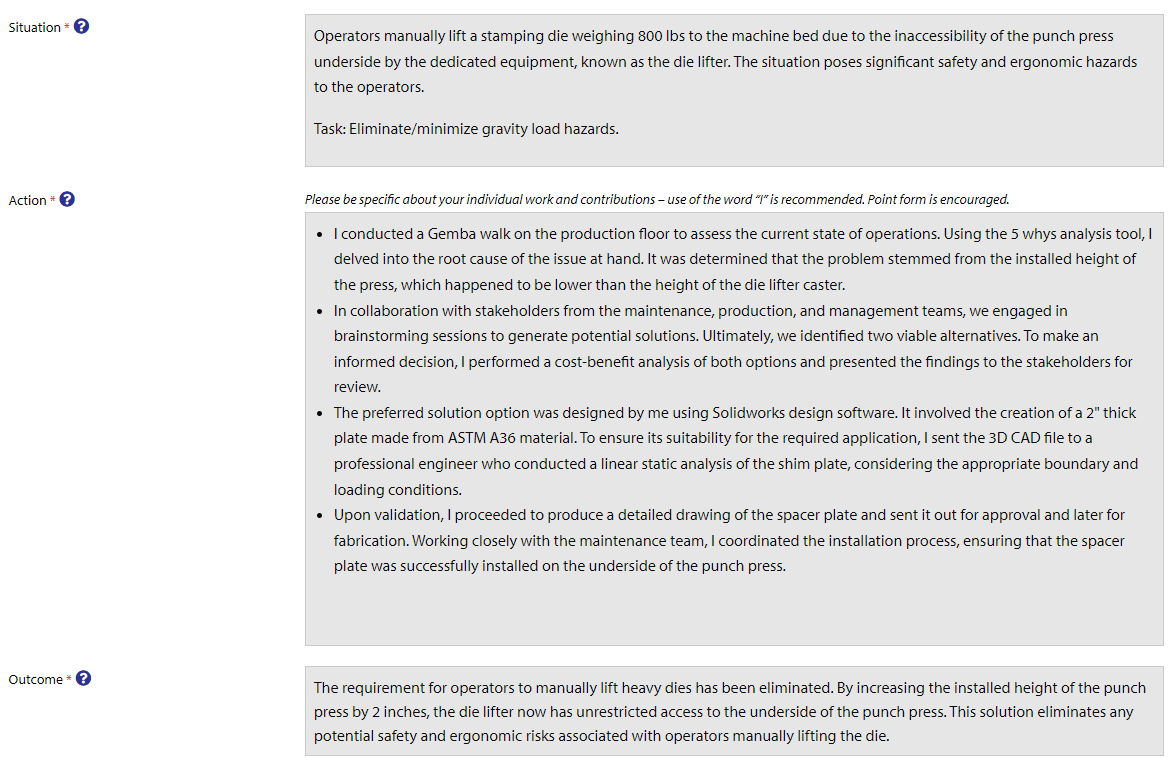 Situation *
Operators manually lift a stamping die weighing 800 lbs to the machine bed due to the inaccessibility of the punch press
underside by the dedicated equipment, known as the die lifter. The situation poses significant safety and ergonomic hazards
to the operators.
Task: Eliminate/minimize gravity load hazards.
Action *
Please be specific about your individual work and contributions – use of the word “I” is recommended. Point form is encouraged.
• I conducted a Gemba walk on the production floor to assess the current state of operations. Using the 5 whys analysis tool, I
delved into the root cause of the issue at hand. It was determined that the problem stemmed from the installed height of
the press, which happened to be lower than the height of the die lifter caster.
• In collaboration with stakeholders from the maintenance, production, and management teams, we engaged in
brainstorming sessions to generate potential solutions. Ultimately, we identified two viable alternatives. To make an
informed decision, I performed a cost-benefit analysis of both options and presented the findings to the stakeholders for
review.
• The preferred solution option was designed by me using Solidworks design software. It involved the creation of a 2" thick
plate made from ASTM A36 material. To ensure its suitability for the required application, I sent the 3D CAD file to a
professional engineer who conducted a linear static analysis of the shim plate, considering the appropriate boundary and
loading conditions.
• Upon validation, I proceeded to produce a detailed drawing of the spacer plate and sent it out for approval and later for
fabrication. Working closely with the maintenance team, I coordinated the installation process, ensuring that the spacer
plate was successfully installed on the underside of the punch press.
Outcome *
The requirement for operators to manually lift heavy dies has been eliminated. By increasing the installed height of the punch
press by 2 inches, the die lifter now has unrestricted access to the underside of the punch press. This solution eliminates any
potential safety and ergonomic risks associated with operators manually lifting the die.